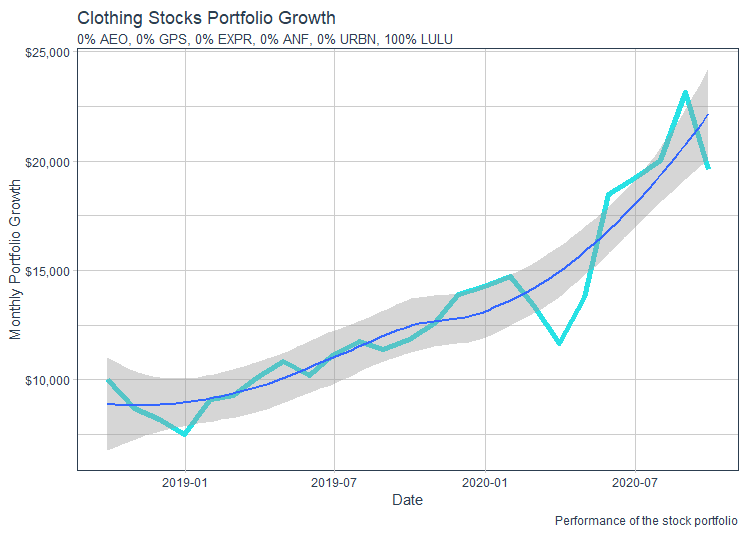 Clothing Stocks Portfolio Growth
0% AEO, 0% GPS, 0% EXPR, 0% ANF, 0% URBN, 100% LULU
$25,000
$20,000
$15,000
$10,000
Monthly Portfolio Growth
2019-01 2019-07 2020-01 2020-07
Date
Performance of the stock portfolio